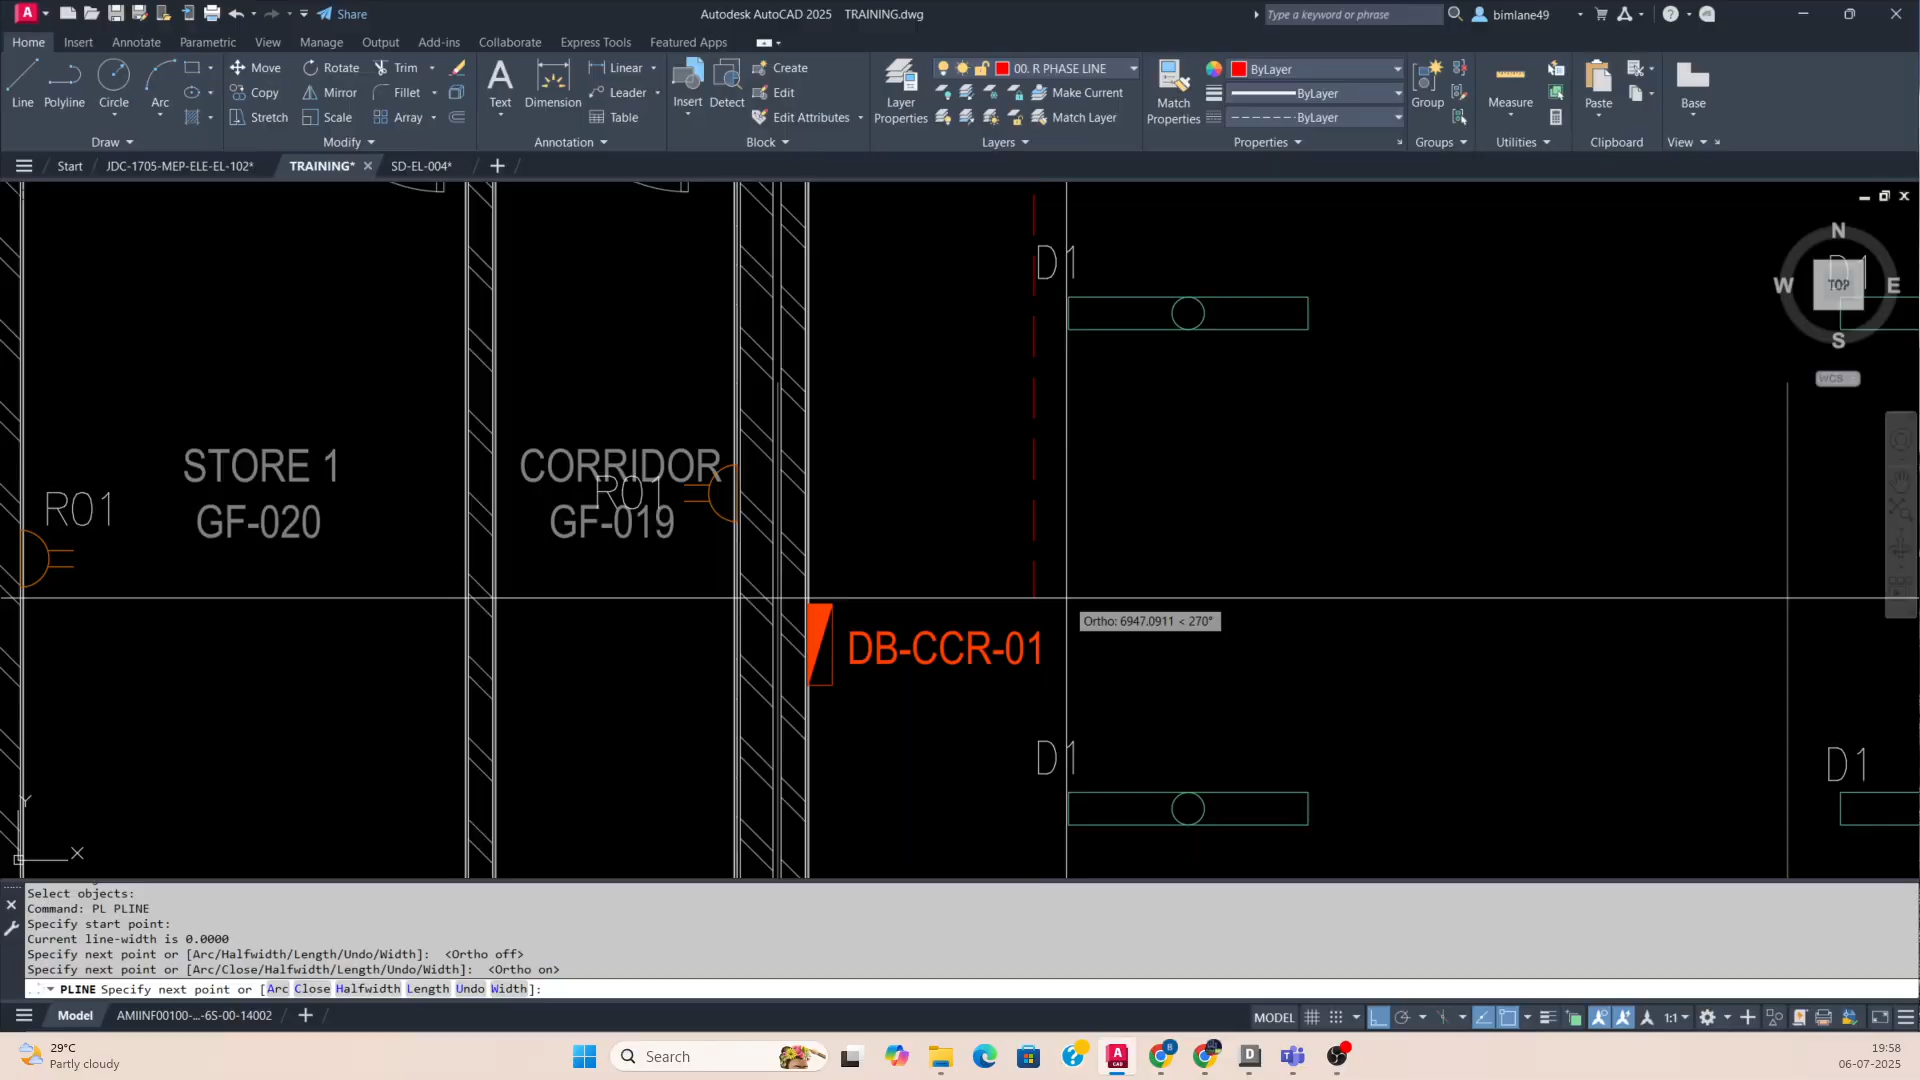 Share
Autodesk AutoCAD 2025 TRAINING.dwg
Type a keyword or phrase
bimlane49
Home Insert Annotate Parametric View Manage Output Add-ins Collaborate Express Tools Featured Apps
Line Polyline Circle Arc
Move Rotate Trim
Copy Mirror Fillet
Stretch Scale Array
Text Dimension
Linear
Leader
Table
Insert Detect
Create
Edit
Edit Attributes
Layer Properties
00. R PHASE LINE
Make Current
Match Layer
Match Properties
ByLayer
ByLayer
ByLayer
Group Measure Paste Base
Draw Modify Annotation Block Layers Properties Groups Utilities Clipboard View
Start JDC-1705-MEP-ELE-EL-102* TRAINING* SD-EL-004*
N
W TOP E
S
WCS
D1
D1
STORE 1
GF-020
R01
CORRIDOR
R01
GF-019
Ortho: 6947.0911 < 270°
DB-CCR-01
D1
D1
Y
X
Select objects:
Command: PL PLINE
Specify start point:
Current line-width is 0.0000
Specify next point or [Arc/Halfwidth/Length/Undo/Width]: <Ortho off>
Specify next point or [Arc/Close/Halfwidth/Length/Undo/Width]: <Ortho on>
PLINE Specify next point or [Arc Close Halfwidth Length Undo Width]:
Model AMIINF00100-...-6S-00-14002
MODEL 1:1
29°C
Partly cloudy
Search
19:58
06-07-2025